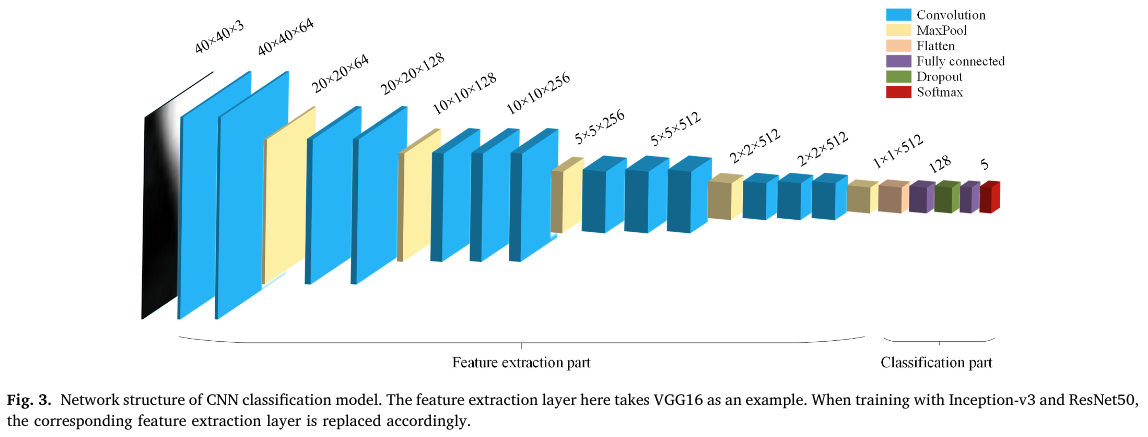 40×40×3
40×40×64
20×20×64
20×20×128
10×10×128
10×10×256
5×5×256
5×5×512
2×2×512
2×2×512
1×1×512
128
5
Convolution
MaxPool
Flatten
Fully connected
Dropout
Softmax
Feature extraction part
Classification part
Fig. 3. Network structure of CNN classification model. The feature extraction layer here takes VGG16 as an example. When training with Inception-v3 and ResNet50,
the corresponding feature extraction layer is replaced accordingly.